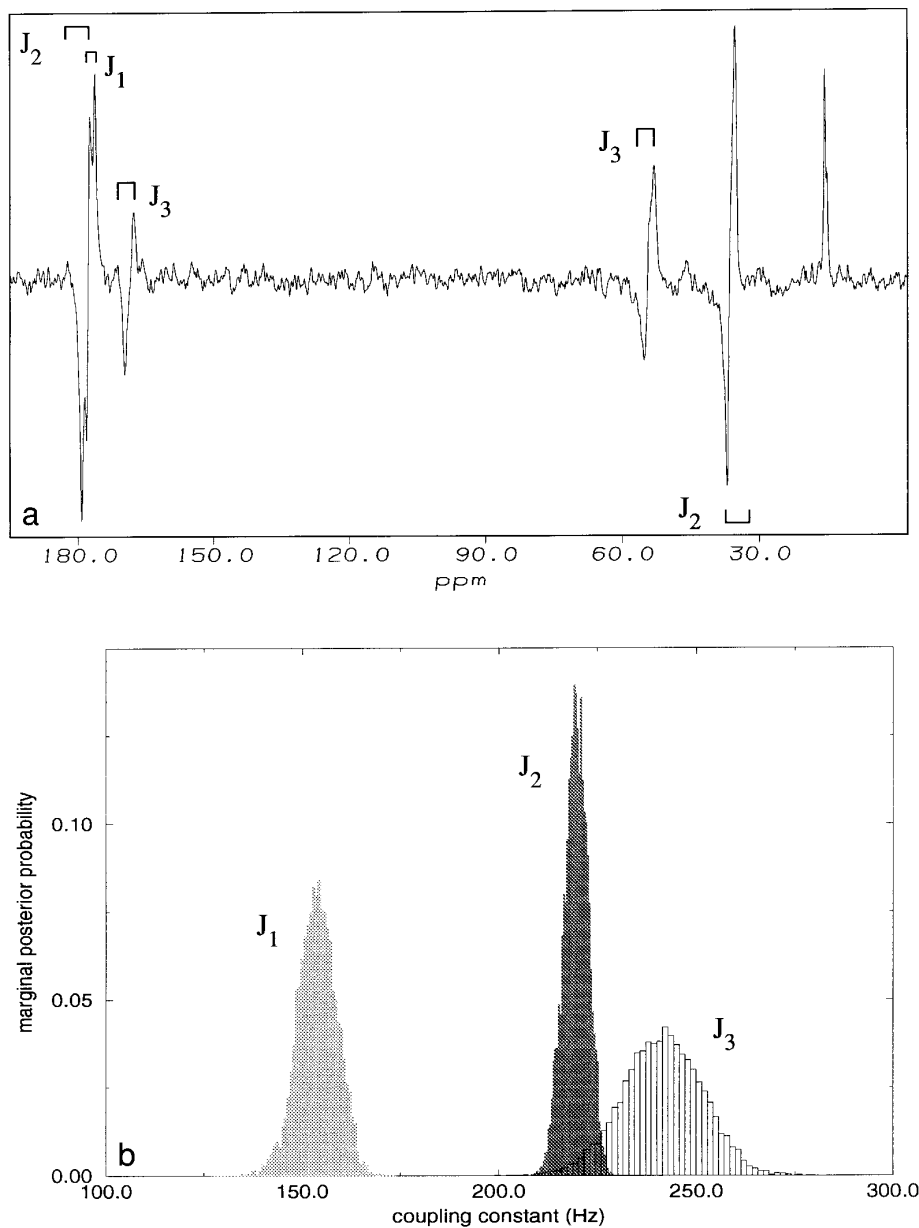 J2
J1
J3
J3
J2
a
180.0 150.0 120.0 90.0 60.0 30.0
ppm
marginal posterior probability
0.10
0.05
0.00
J1
J2
J3
b
100.0 150.0 200.0 250.0 300.0
coupling constant (Hz)